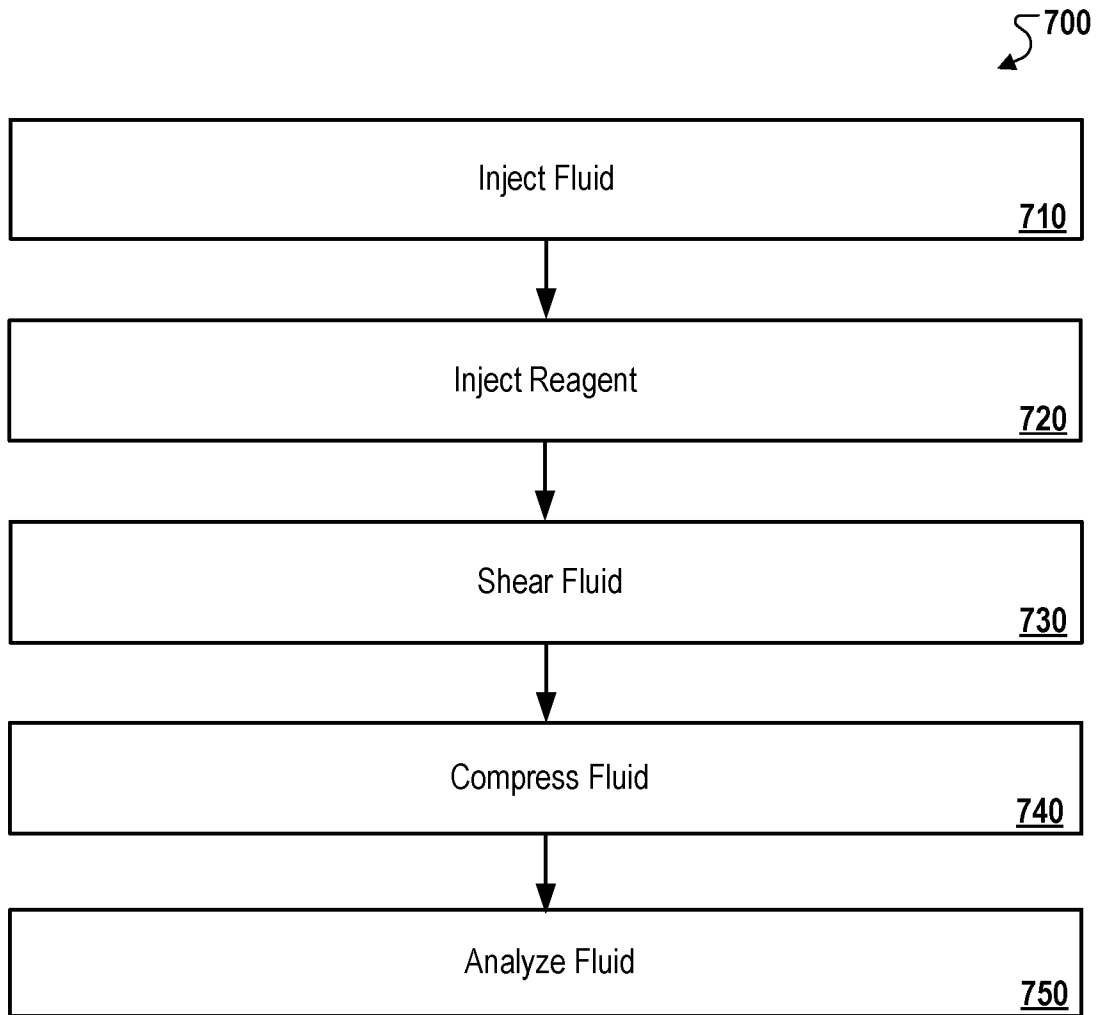 700
Inject Fluid
710
Inject Reagent
720
Shear Fluid
730
Compress Fluid
740
Analyze Fluid
750